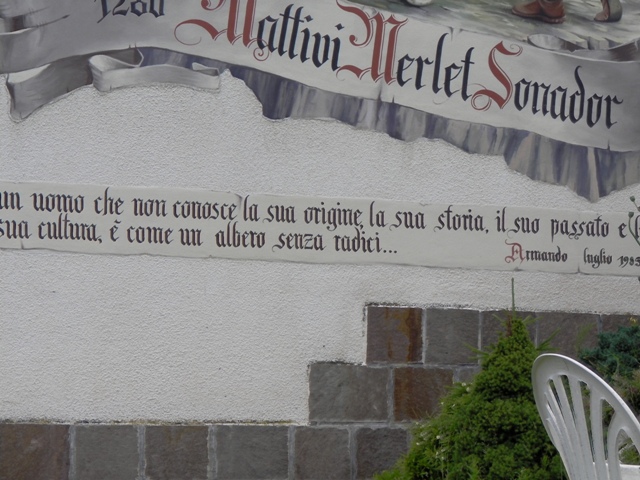 1280 Mattivi Merlet Sonador
un uomo che non conosce la sua origine, la sua storia, il suo passato e
sua cultura, è come un albero senza radici...
Armando luglio 1985